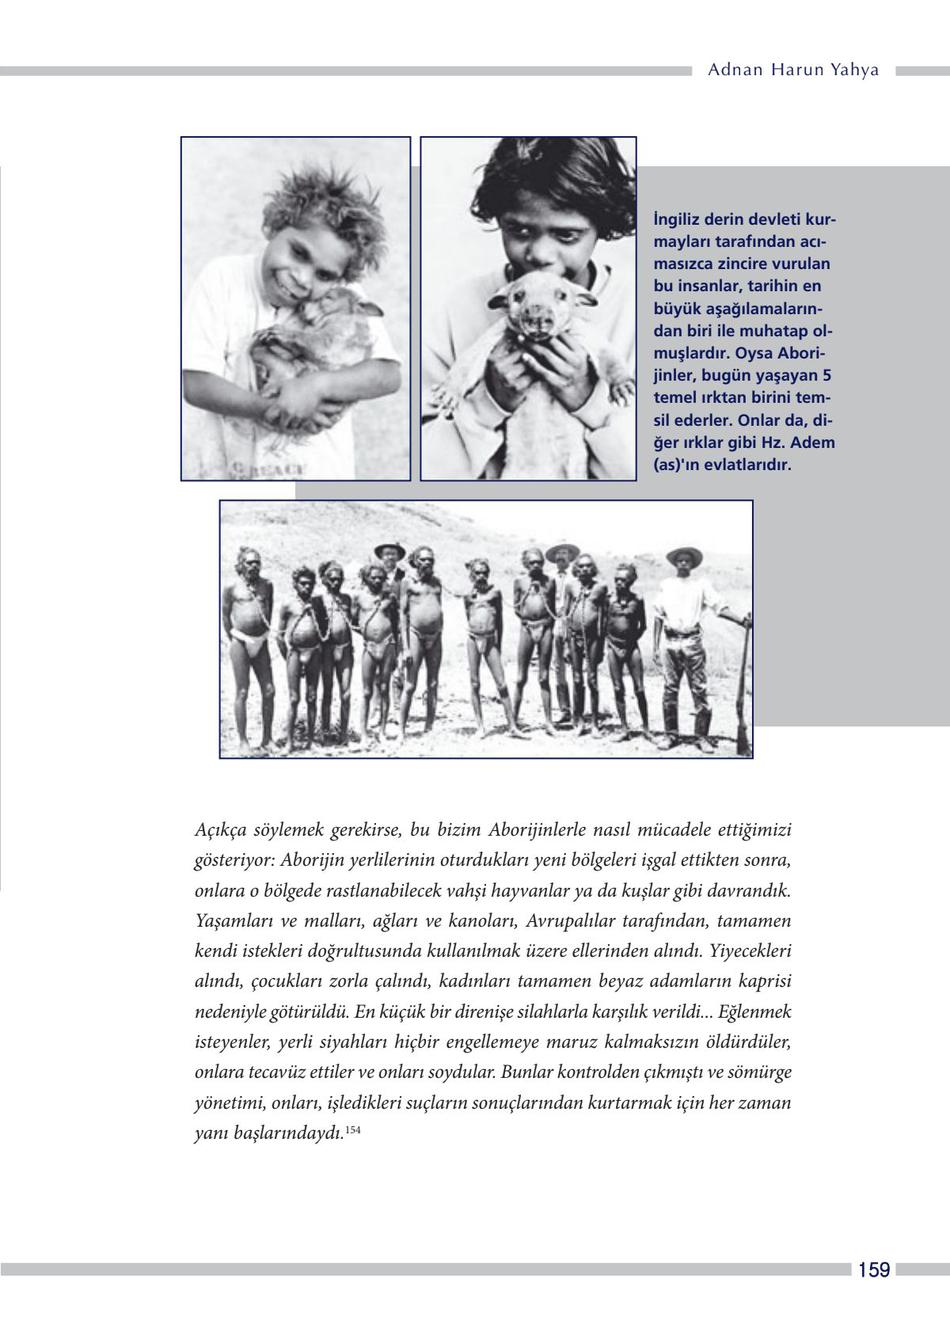 Adnan Harun Yahya
İngiliz derin devleti kur-
mayları tarafından acı-
masızca zincire vurulan
bu insanlar, tarihin en
büyük aşağılamaların-
dan biri ile muhatap ol-
muşlardır. Oysa Abori-
jinler, bugün yaşayan 5
temel ırktan birini tem-
sil ederler. Onlar da, di-
ğer ırklar gibi Hz. Adem
(as)'ın evlatlarıdır.
Açıkça söylemek gerekirse, bu bizim Aborijinlerle nasıl mücadele ettiğimizi
gösteriyor: Aborijin yerlilerinin oturdukları yeni bölgeleri işgal ettikten sonra,
onlara o bölgede rastlanabilecek vahşi hayvanlar ya da kuşlar gibi davrandık.
Yaşamları ve malları, ağları ve kanoları, Avrupalılar tarafından, tamamen
kendi istekleri doğrultusunda kullanılmak üzere ellerinden alındı. Yiyecekleri
alındı, çocukları zorla çalındı, kadınları tamamen beyaz adamların kaprisi
nedeniyle götürüldü. En küçük bir direnişe silahlarla karşılık verildi... Eğlenmek
isteyenler, yerli siyahları hiçbir engellemeye maruz kalmaksızın öldürdüler,
onlara tecavüz ettiler ve onları soydular. Bunlar kontrolden çıkmıştı ve sömürge
yönetimi, onları, işledikleri suçların sonuçlarından kurtarmak için her zaman
yanı başlarındaydı.154
159